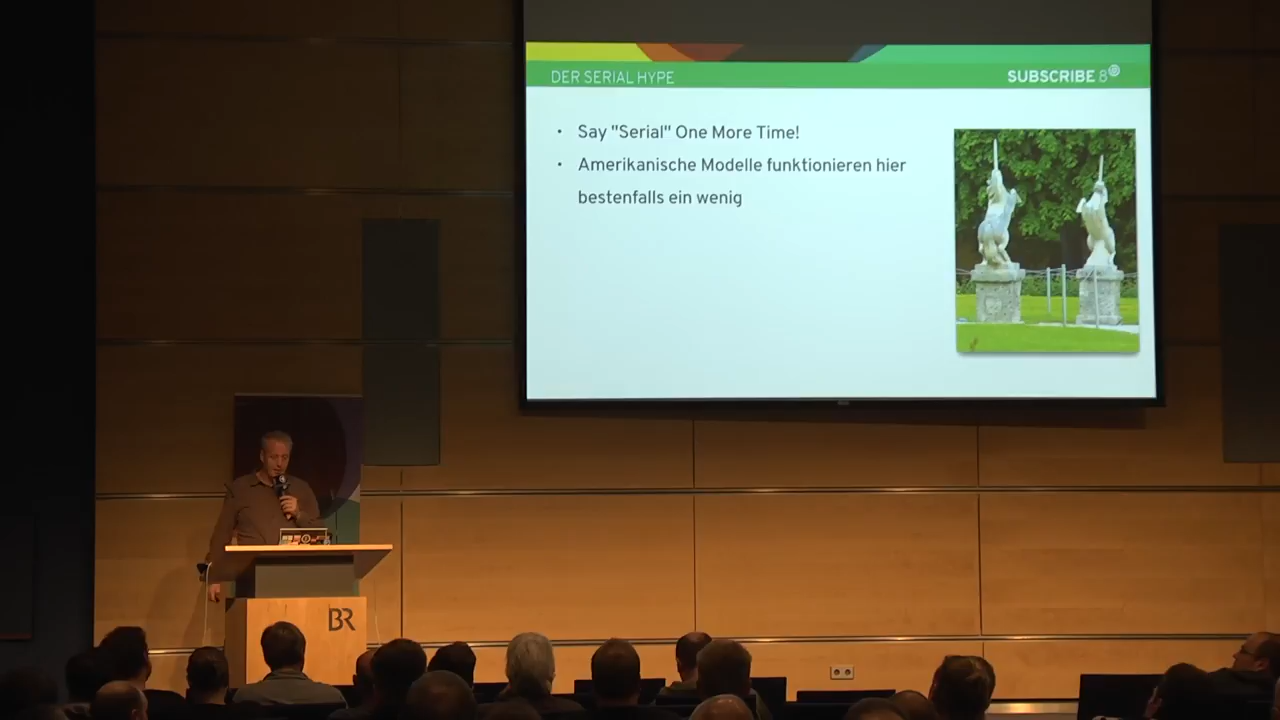 DER SERIAL HYPE
SUBSCRIBE 8
• Say "Serial" One More Time!
• Amerikanische Modelle funktionieren hier
bestenfalls ein wenig
BR